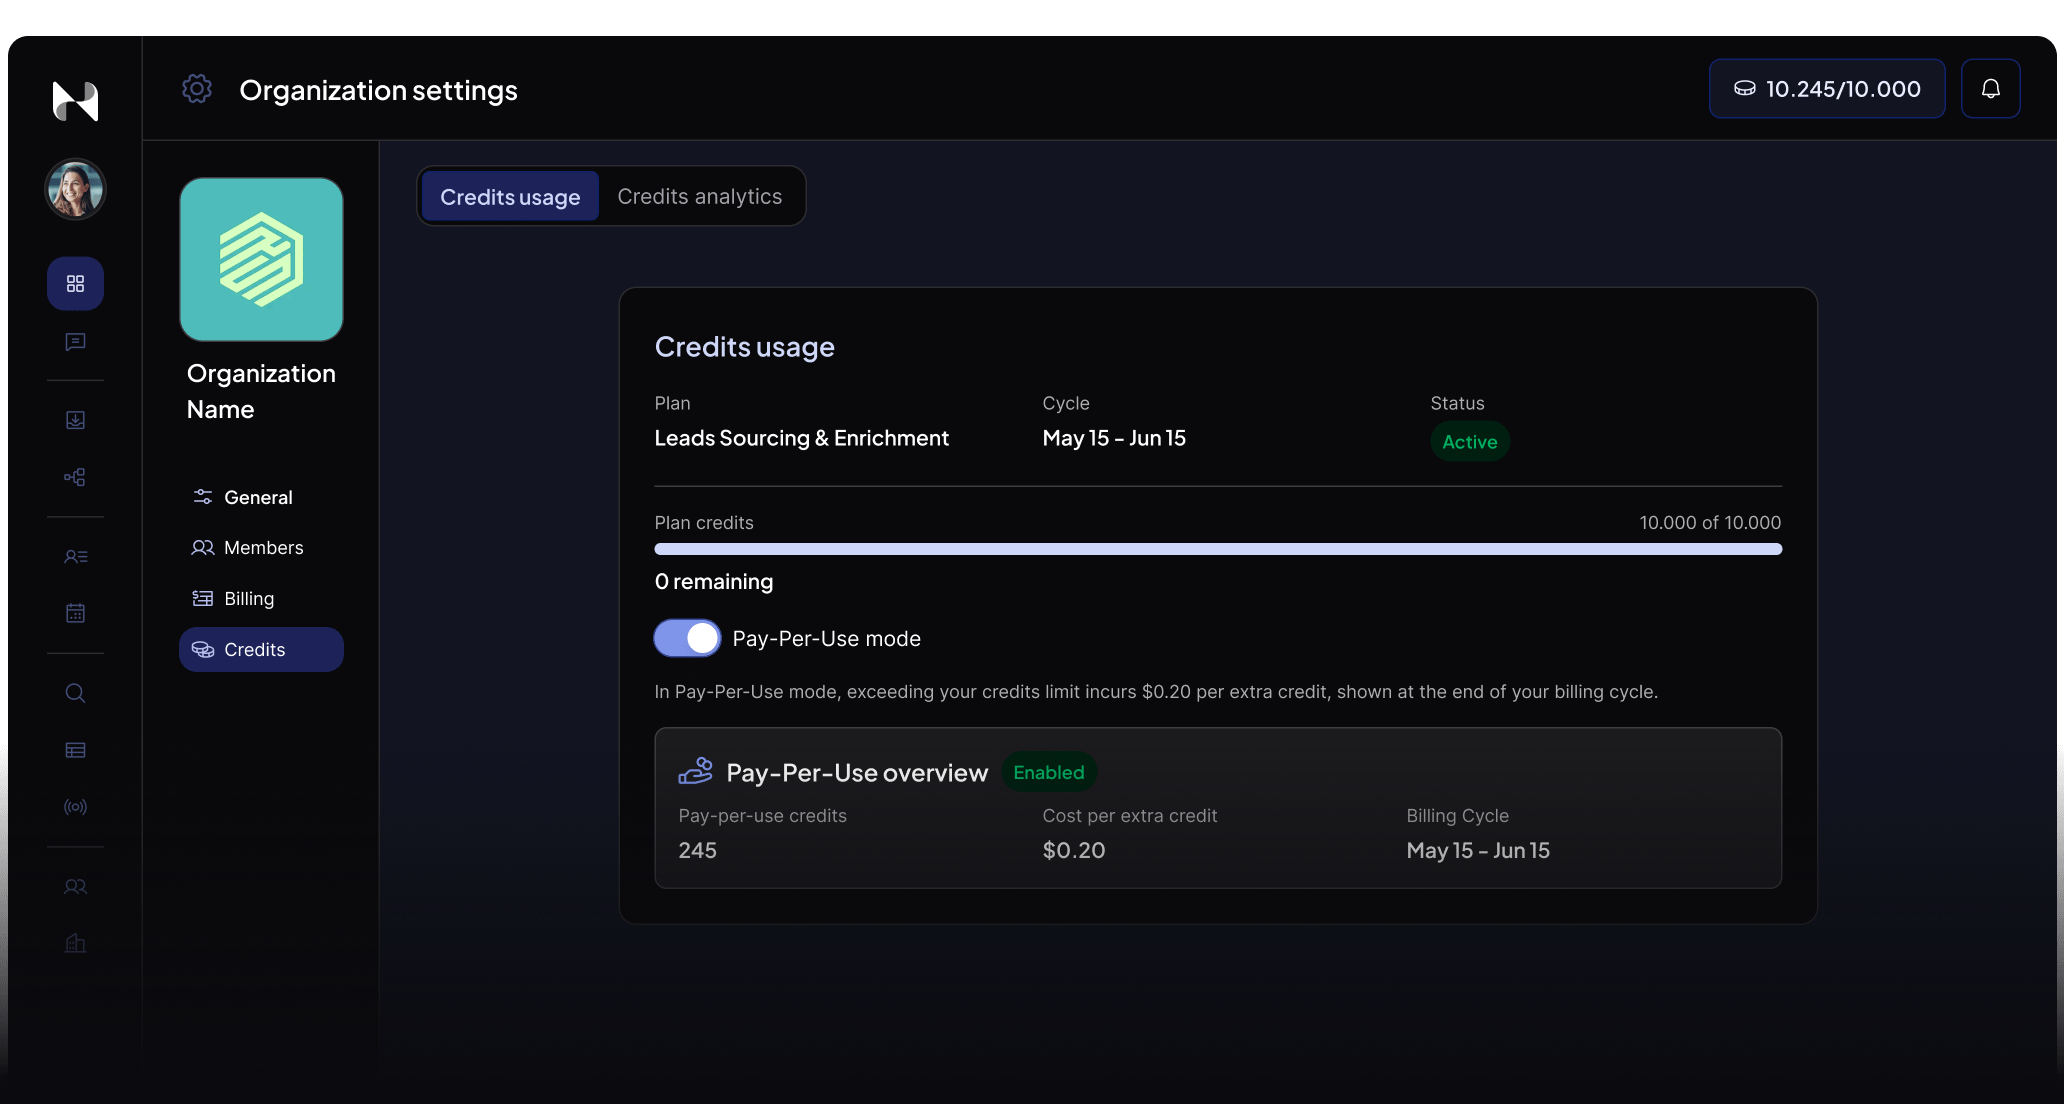 Organization settings
10.245/10.000
Credits usage
Credits analytics
Organization
Name
General
Members
Billing
Credits
Credits usage
Plan
Cycle
Status
Leads Sourcing & Enrichment
May 15 - Jun 15
Active
Plan credits
10.000 of 10.000
0 remaining
Pay-Per-Use mode
In Pay-Per-Use mode, exceeding your credits limit incurs $0.20 per extra credit, shown at the end of your billing cycle.
Pay-Per-Use overview
Enabled
Pay-per-use credits
Cost per extra credit
Billing Cycle
245
$0.20
May 15 - Jun 15